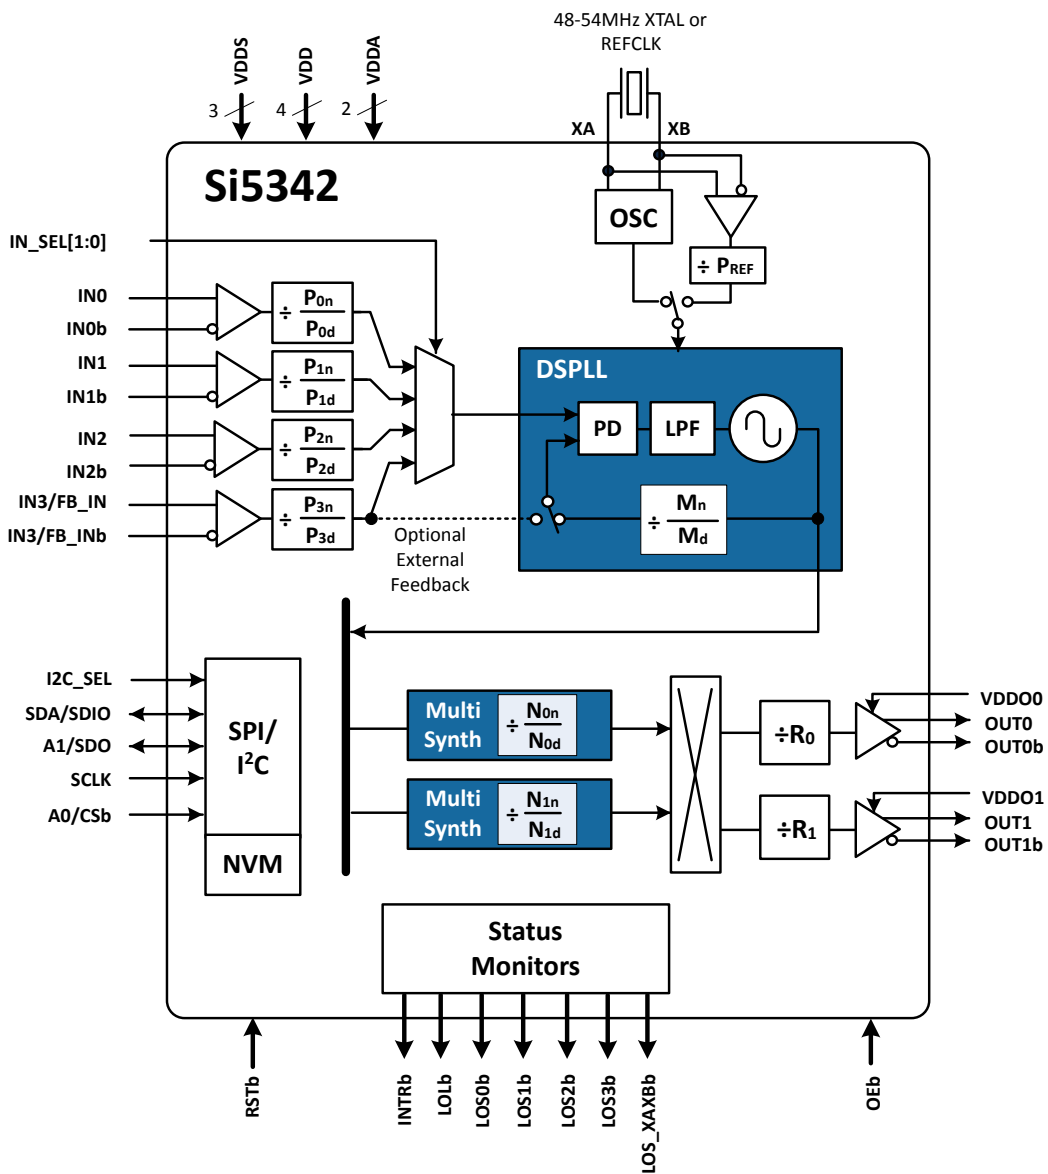 48-54MHz XTAL or
REFCLK
VDDS
VDD
VDDA
3
4
2
XA
XB
Si5342
OSC
÷ PREF
IN_SEL[1:0]
IN0
IN0b
÷ P0n
P0d
IN1
IN1b
÷ P1n
P1d
IN2
IN2b
÷ P2n
P2d
IN3/FB_IN
IN3/FB_INb
÷ P3n
P3d
DSPLL
PD
LPF
÷ Mn
Md
Optional
External
Feedback
I2C_SEL
SDA/SDIO
A1/SDO
SCLK
A0/CSb
SPI/
I²C
NVM
Multi
Synth
÷ N0n
N0d
Multi
Synth
÷ N1n
N1d
÷R0
÷R1
VDDO0
OUT0
OUT0b
VDDO1
OUT1
OUT1b
Status
Monitors
RSTb
INTRb
LOLb
LOS0b
LOS1b
LOS2b
LOS3b
LOS_XAXBb
OEb